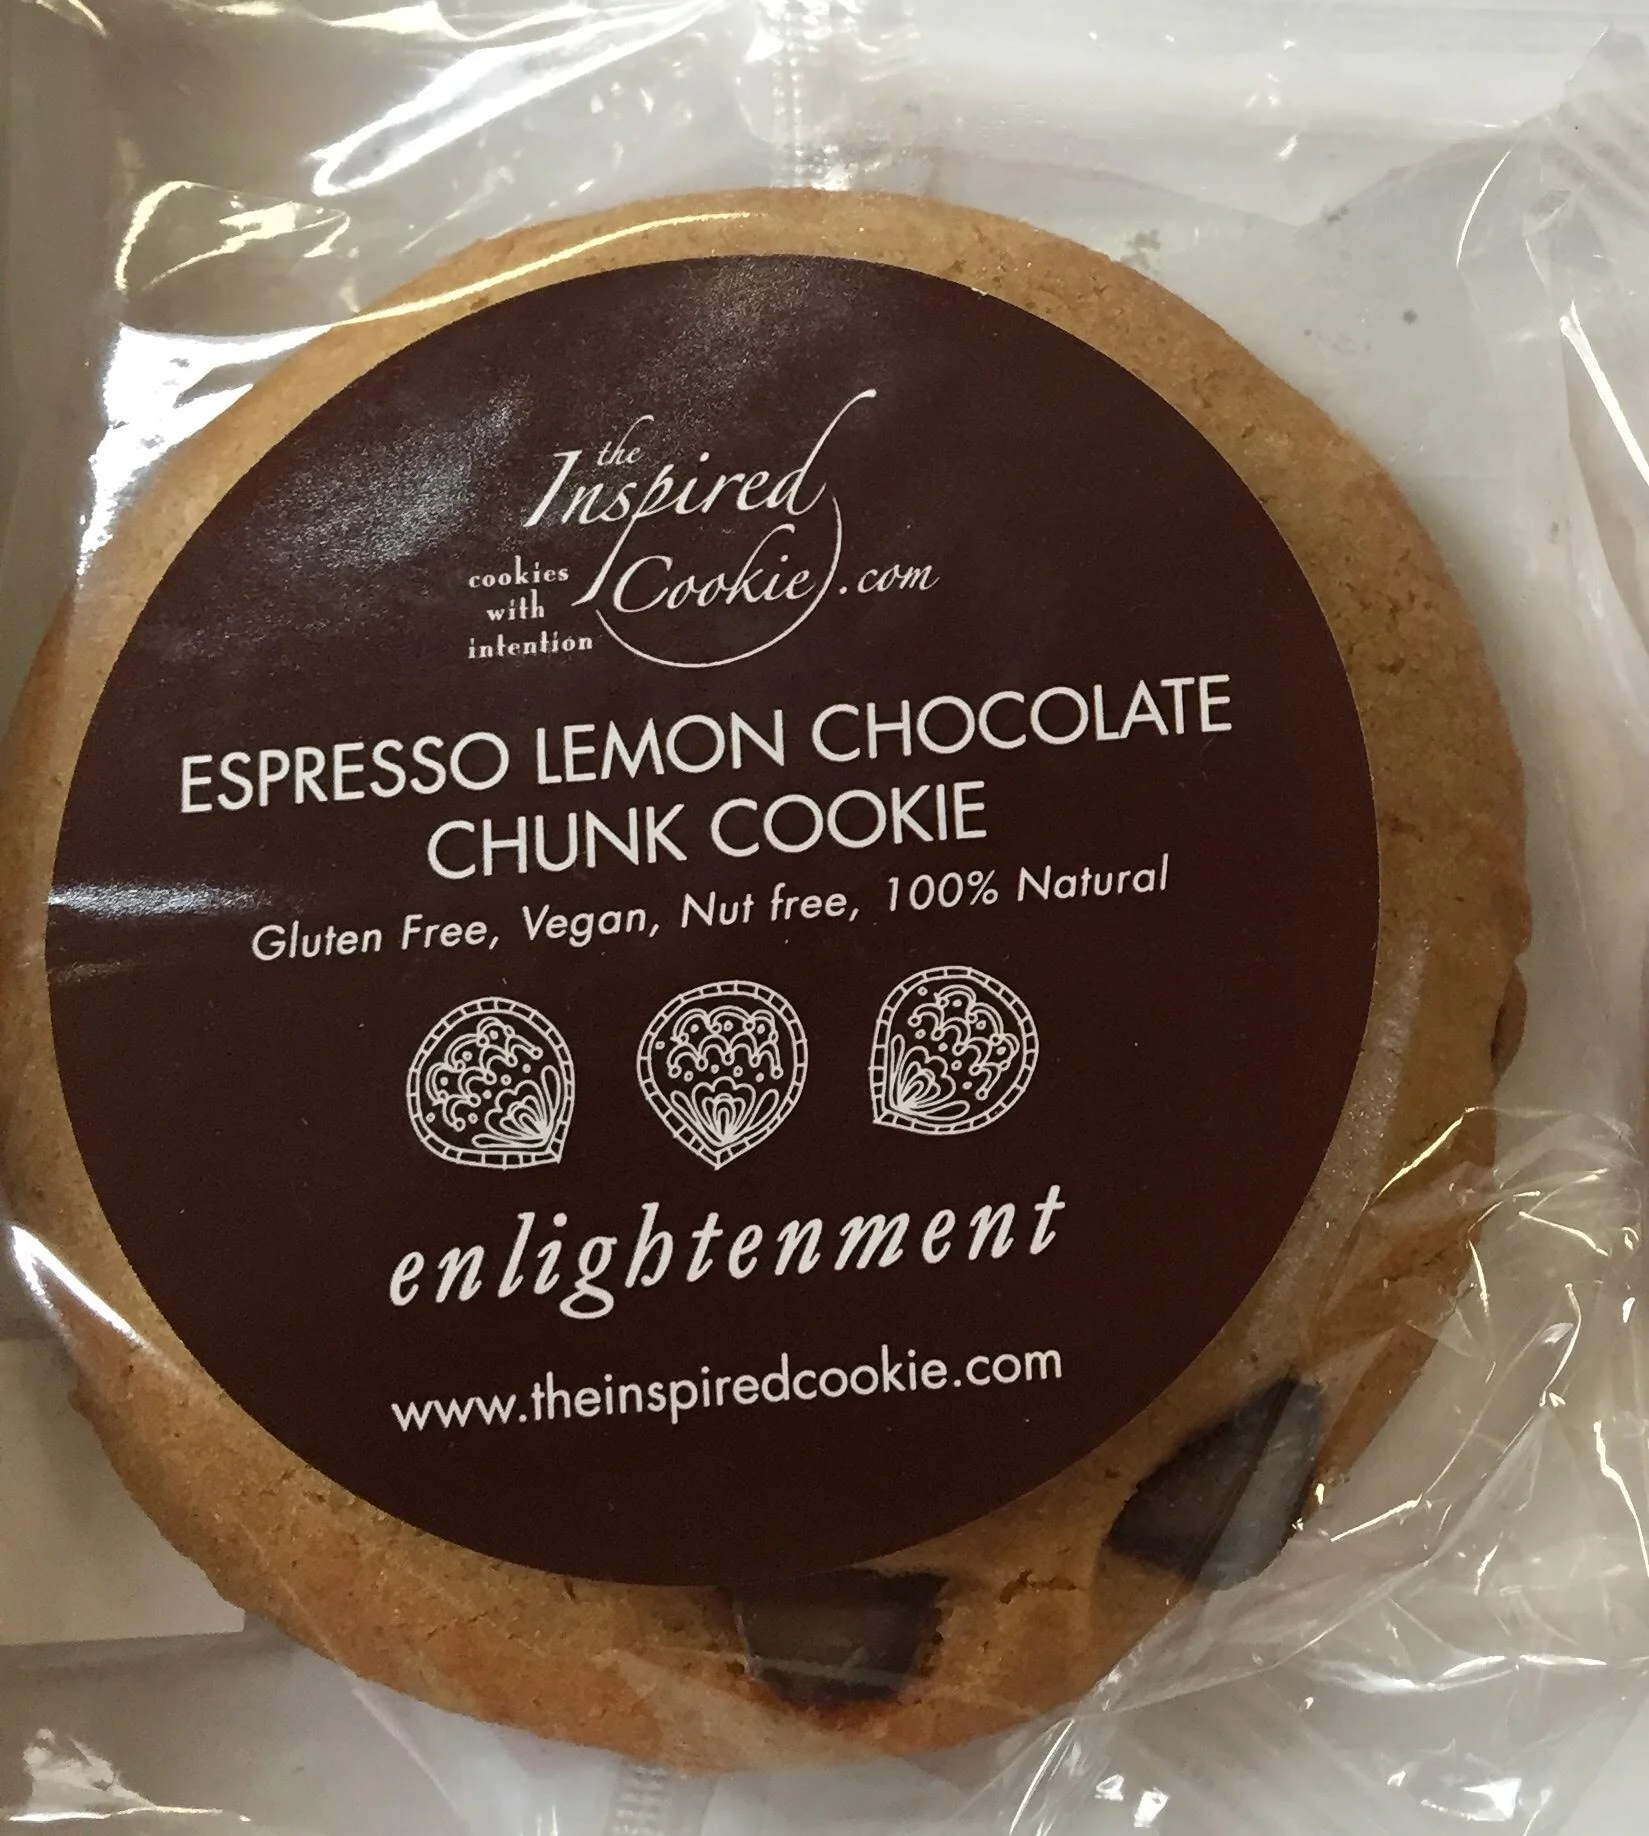 the
Inspired
Cookie.com
cookies
with
intention
ESPRESSO LEMON CHOCOLATE
CHUNK COOKIE
Gluten Free, Vegan, Nut free, 100% Natural
enlightenment
www.theinspiredcookie.com